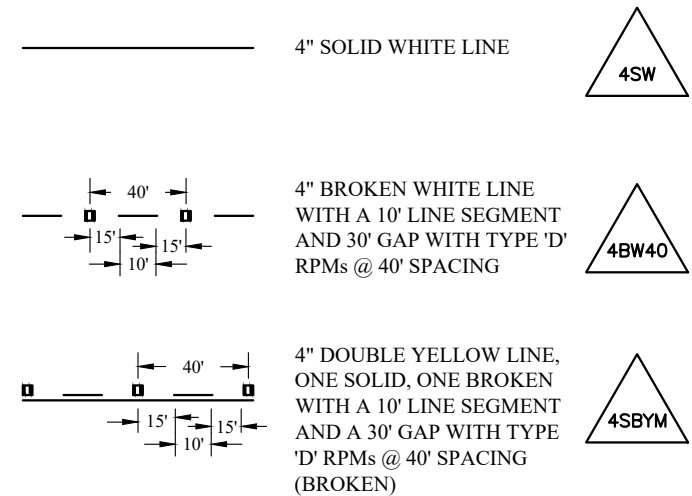 4" SOLID WHITE LINE
4SW
40'
15'
15'
10'
4" BROKEN WHITE LINE
WITH A 10' LINE SEGMENT
AND 30' GAP WITH TYPE 'D'
RPMs @ 40' SPACING
4BW40
40'
15'
15'
10'
4" DOUBLE YELLOW LINE,
ONE SOLID, ONE BROKEN
WITH A 10' LINE SEGMENT
AND A 30' GAP WITH TYPE
'D' RPMs @ 40' SPACING
(BROKEN)
4SBYM